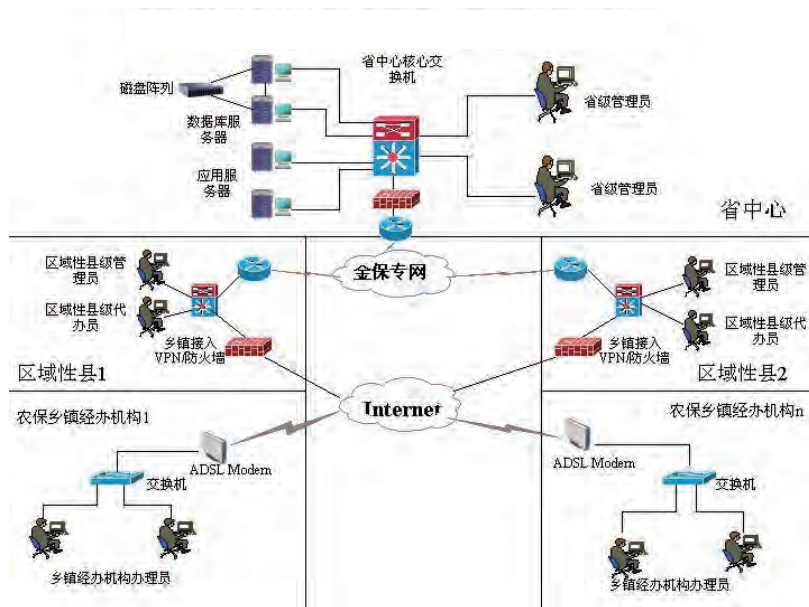 省中心核心交
换机
磁盘阵列
数据库服
务器
应用服
务器
省级管理员
省级管理员
省中心
金保专网
区域性县级管
理员
区域性县级代
办员
乡镇接入
VPN/防火墙
区域性县1
区域性县级管
理员
区域性县级代
办员
乡镇接入
VPN/防火墙
区域性县2
Internet
农保乡镇经办机构1
ADSL Modern
交换机
乡镇经办机构办理员
农保乡镇经办机构n
ADSL Modern
交换机
乡镇经办机构办理员